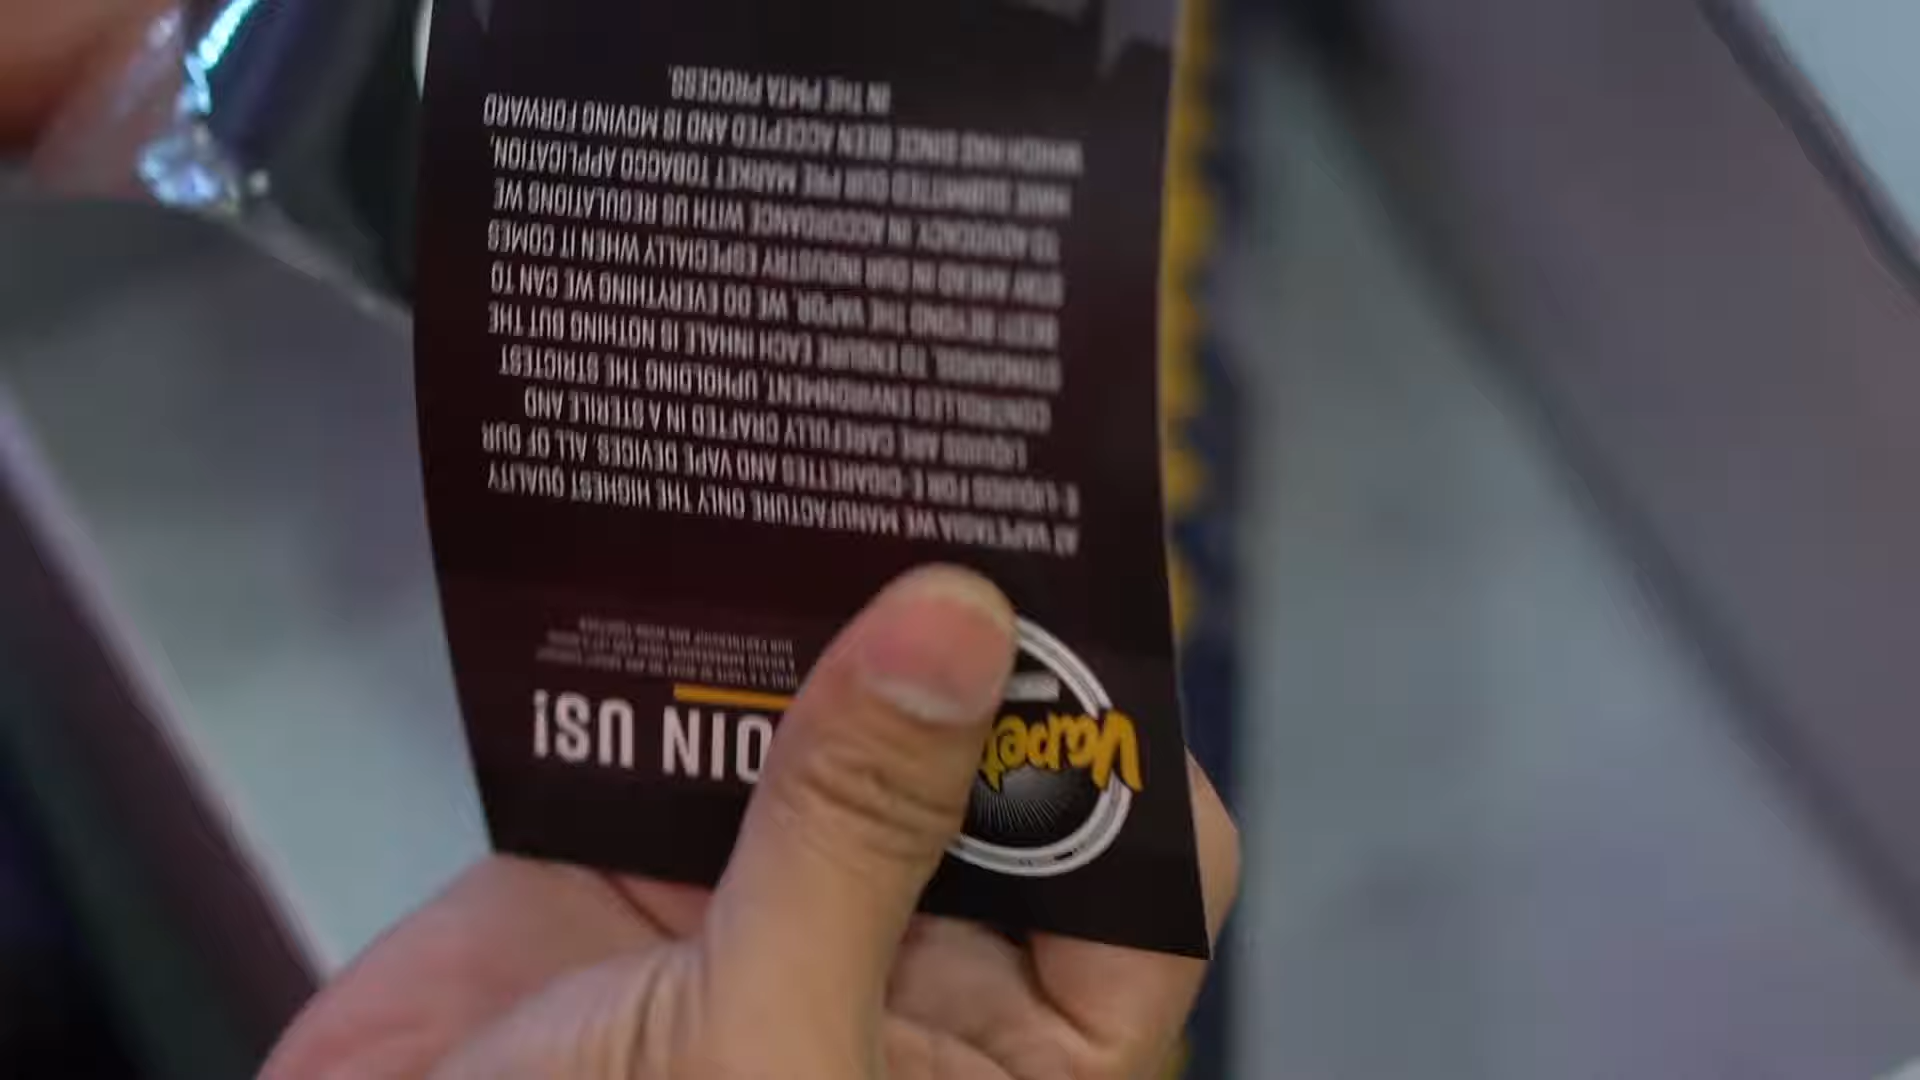 Vapet
OIN US!
AT VAPETASIA WE MANUFACTURE ONLY THE HIGHEST QUALITY
E-LIQUIDS FOR E-CIGARETTES AND VAPE DEVICES. ALL OF OUR
LIQUIDS ARE CAREFULLY CRAFTED IN A STERILE AND
CONTROLLED ENVIRONMENT, UPHOLDING THE STRICTEST
STANDARDS, TO ENSURE EACH INHALE IS NOTHING BUT THE
BEST! BEYOND THE VAPOR, WE DO EVERYTHING WE CAN TO
STAY AHEAD IN OUR INDUSTRY ESPECIALLY WHEN IT COMES
TO ADVOCACY. IN ACCORDANCE WITH US REGULATIONS WE
HAVE SUBMITTED OUR PRE MARKET TOBACCO APPLICATION,
WHICH HAS SINCE BEEN ACCEPTED AND IS MOVING FORWARD
IN THE PMTA PROCESS.